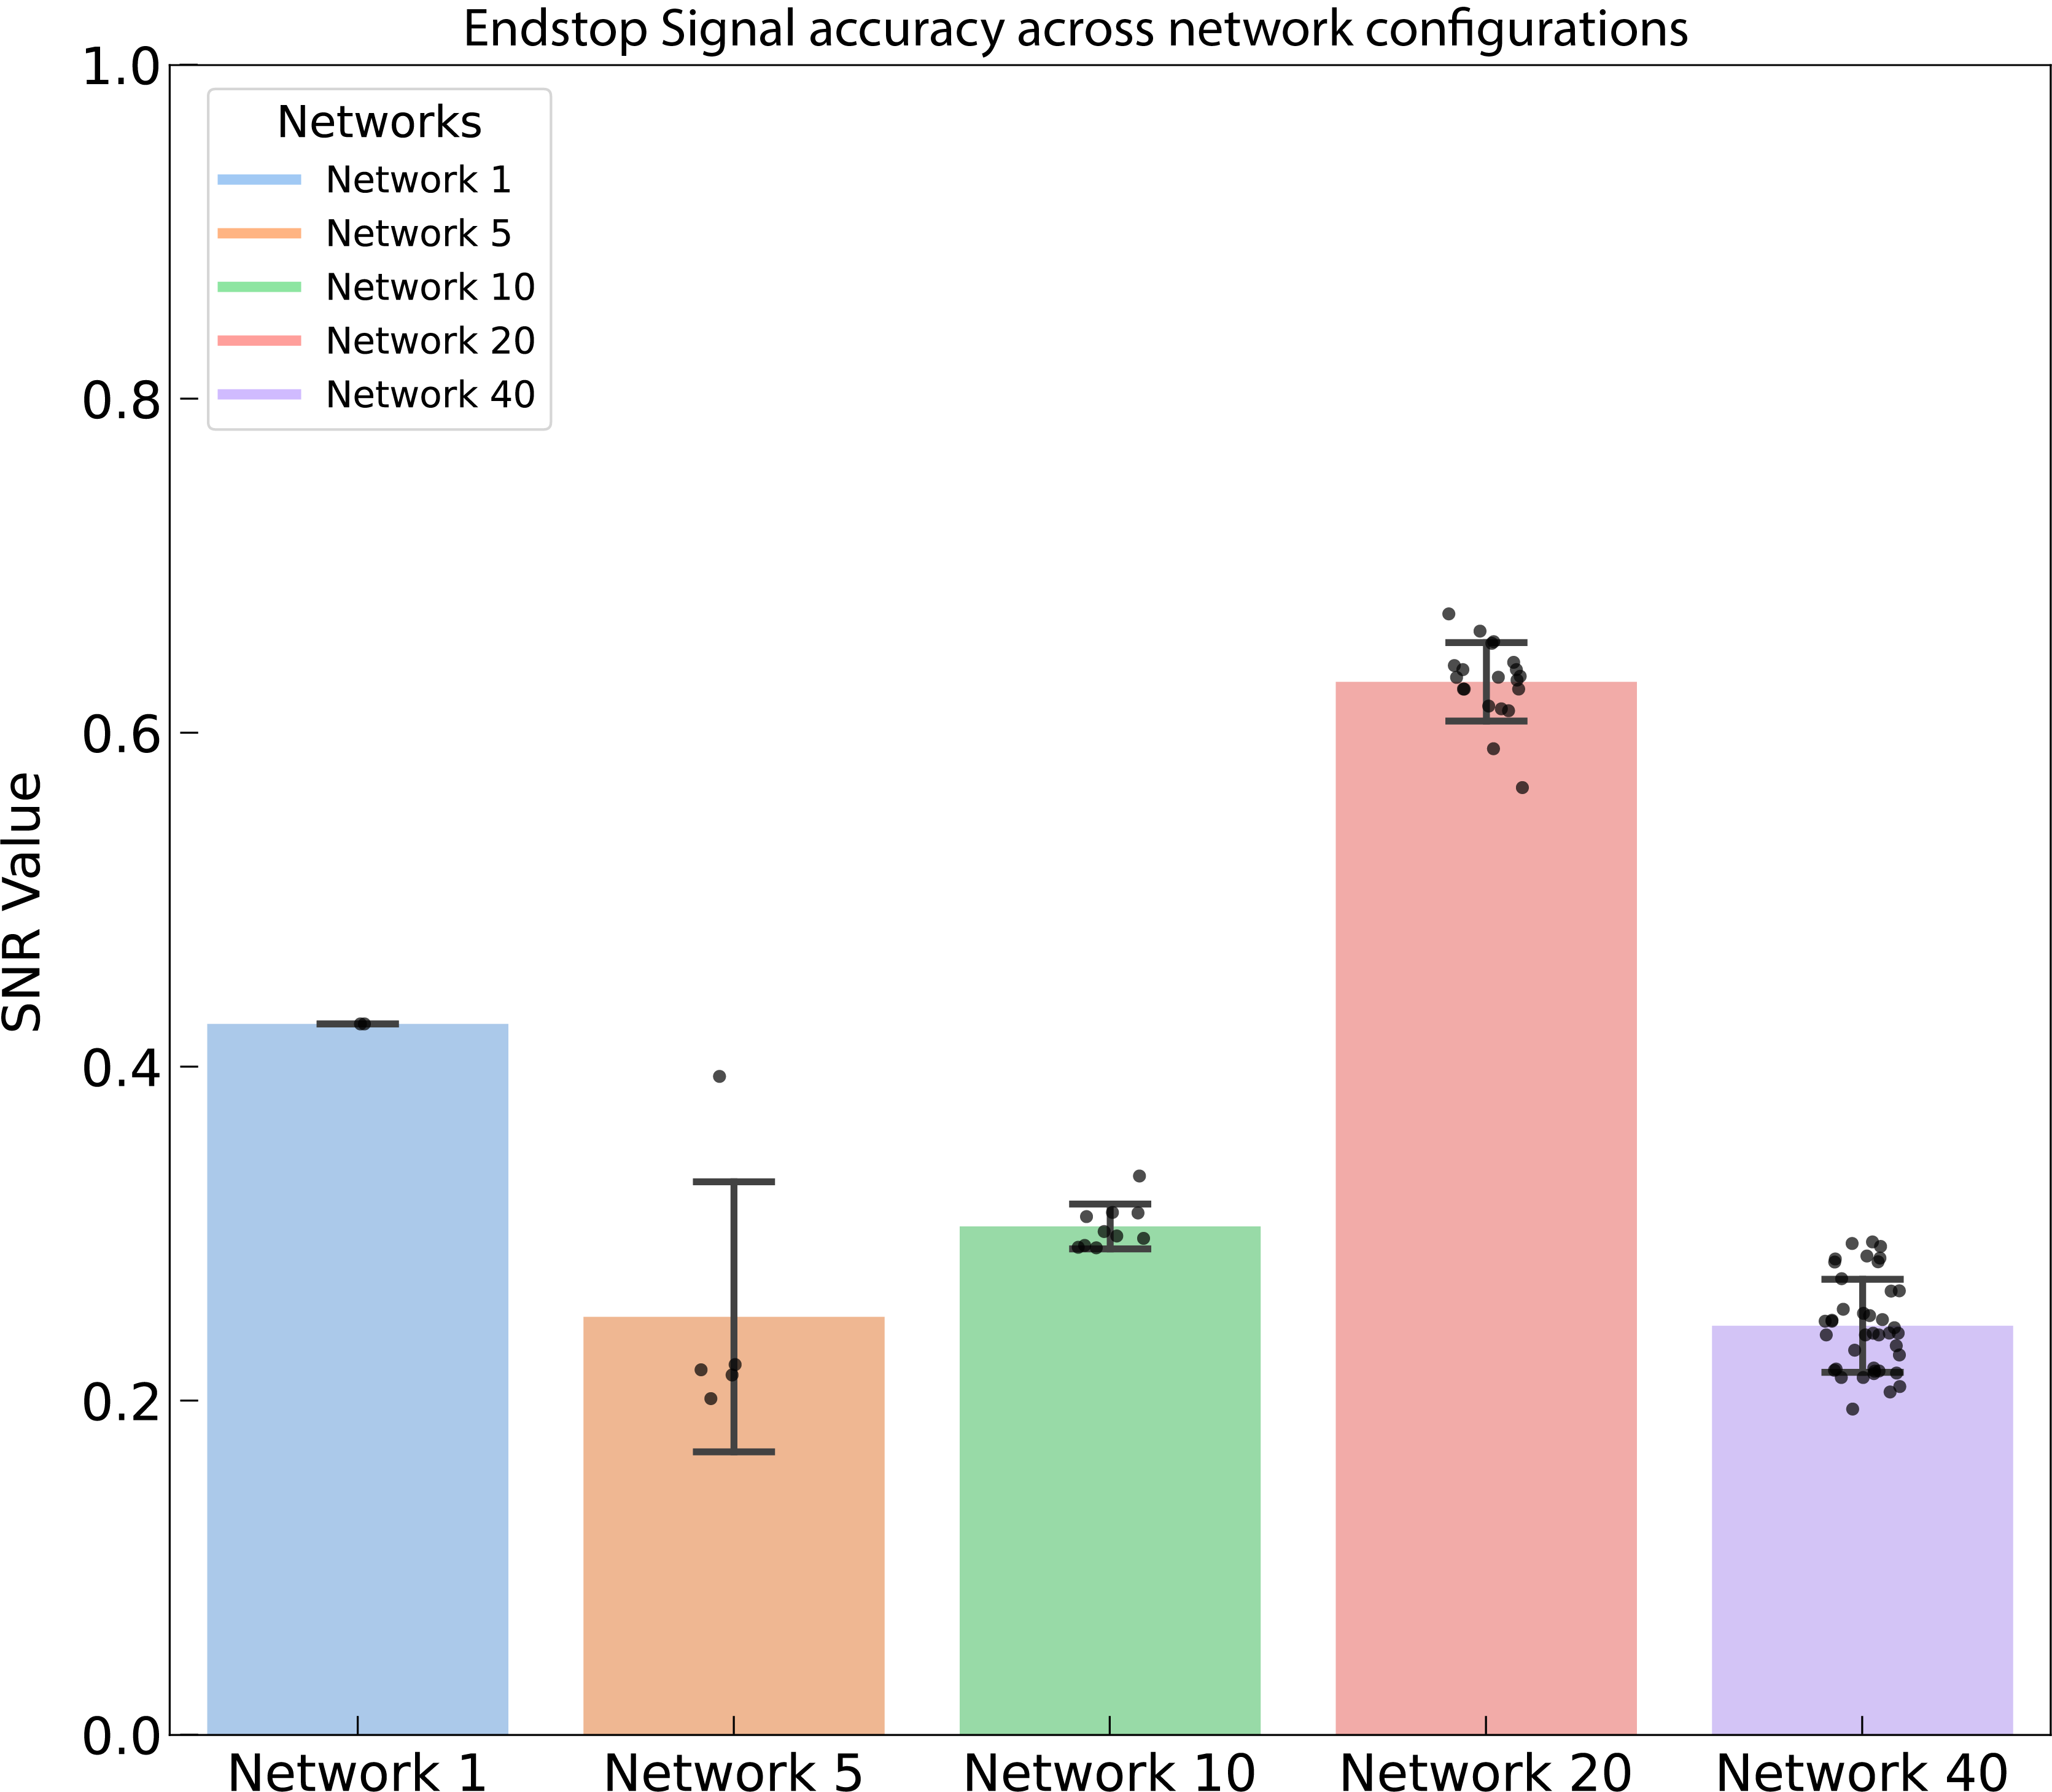 Endstop Signal accuracy across network configurations
1.0
0.8
0.6
0.4
0.2
0.0
SNR Value
Networks
Network 1
Network 5
Network 10
Network 20
Network 40
Network 1 Network 5 Network 10 Network 20 Network 40